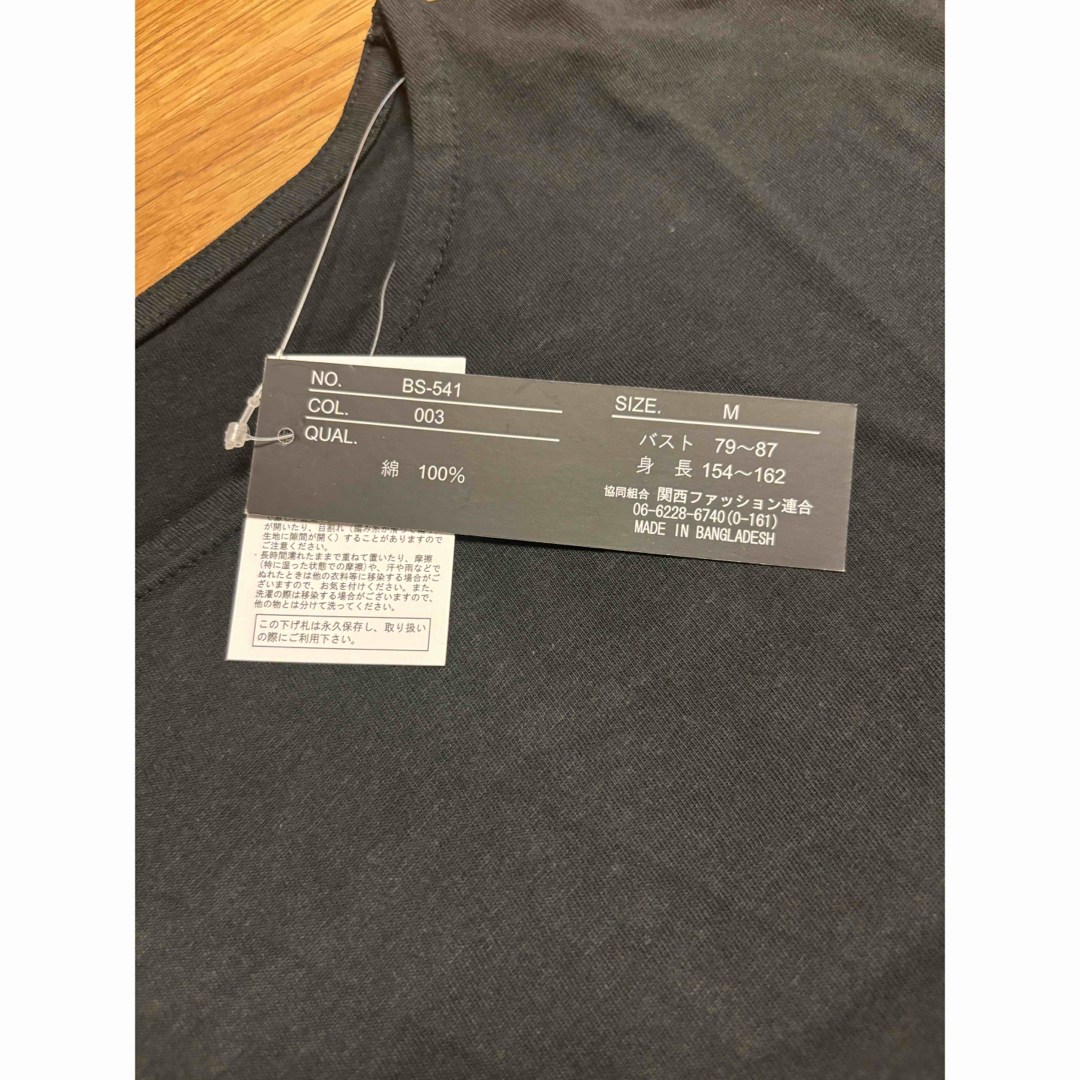 NO. BS-541
COL. 003
QUAL.
綿 100%
SIZE. M
バスト 79～87
身長 154～162
協同組合 関西ファッション連合
06-6228-6740(0-161)
MADE IN BANGLADESH
が開いたり、目割れ
生地に隙間が開く）することがありますので
ご注意ください。
・長時間濡れたままで重ねて置いたり、摩擦
(特に湿った状態での摩擦)や、汗や雨などで
ぬれたときは他の衣料等に移染する場合がご
ざいますので、お気を付けください。また、
洗濯の際は移染する場合がございますので、
他の物とは分けて洗ってください。
この下げ札は永久保存し、取り扱い
の際にご利用下さい。